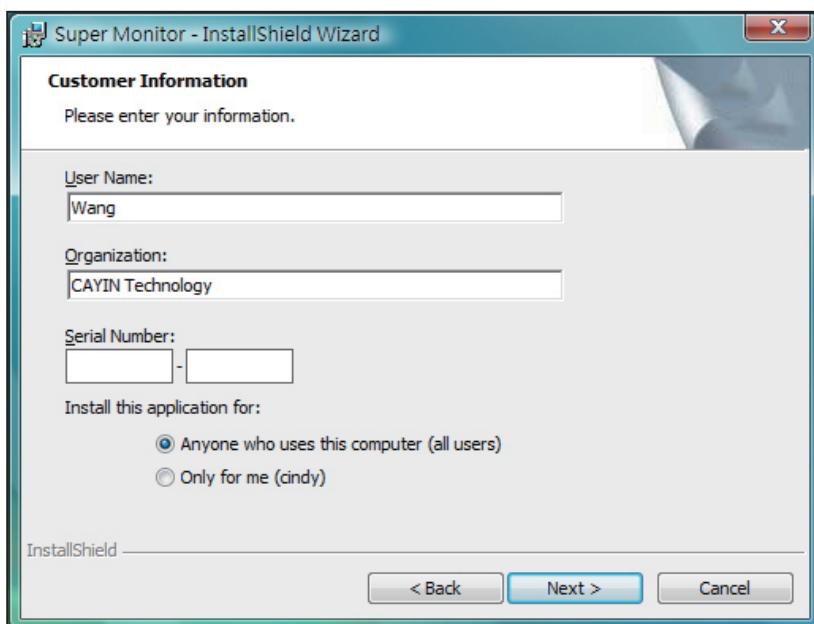 Super Monitor - InstallShield Wizard
Customer Information
Please enter your information.
User Name:
Wang
Organization:
CAYIN Technology
Serial Number:
-
Install this application for:
Anyone who uses this computer (all users)
Only for me (cindy)
InstallShield
< Back Next > Cancel